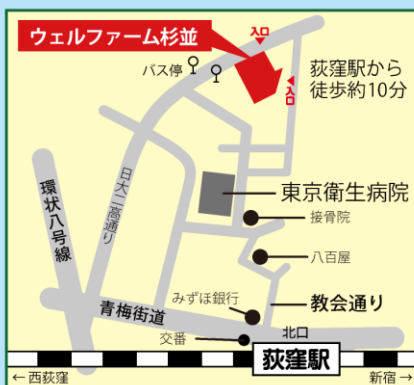 ウェルファーム杉並
入口
バス停
荻窪駅から
徒歩約10分
入口
日大二高通り
環状八号線
東京衛生病院
接骨院
八百屋
みずほ銀行
教会通り
青梅街道
交番
北口
荻窪駅
← 西荻窪
新宿 →